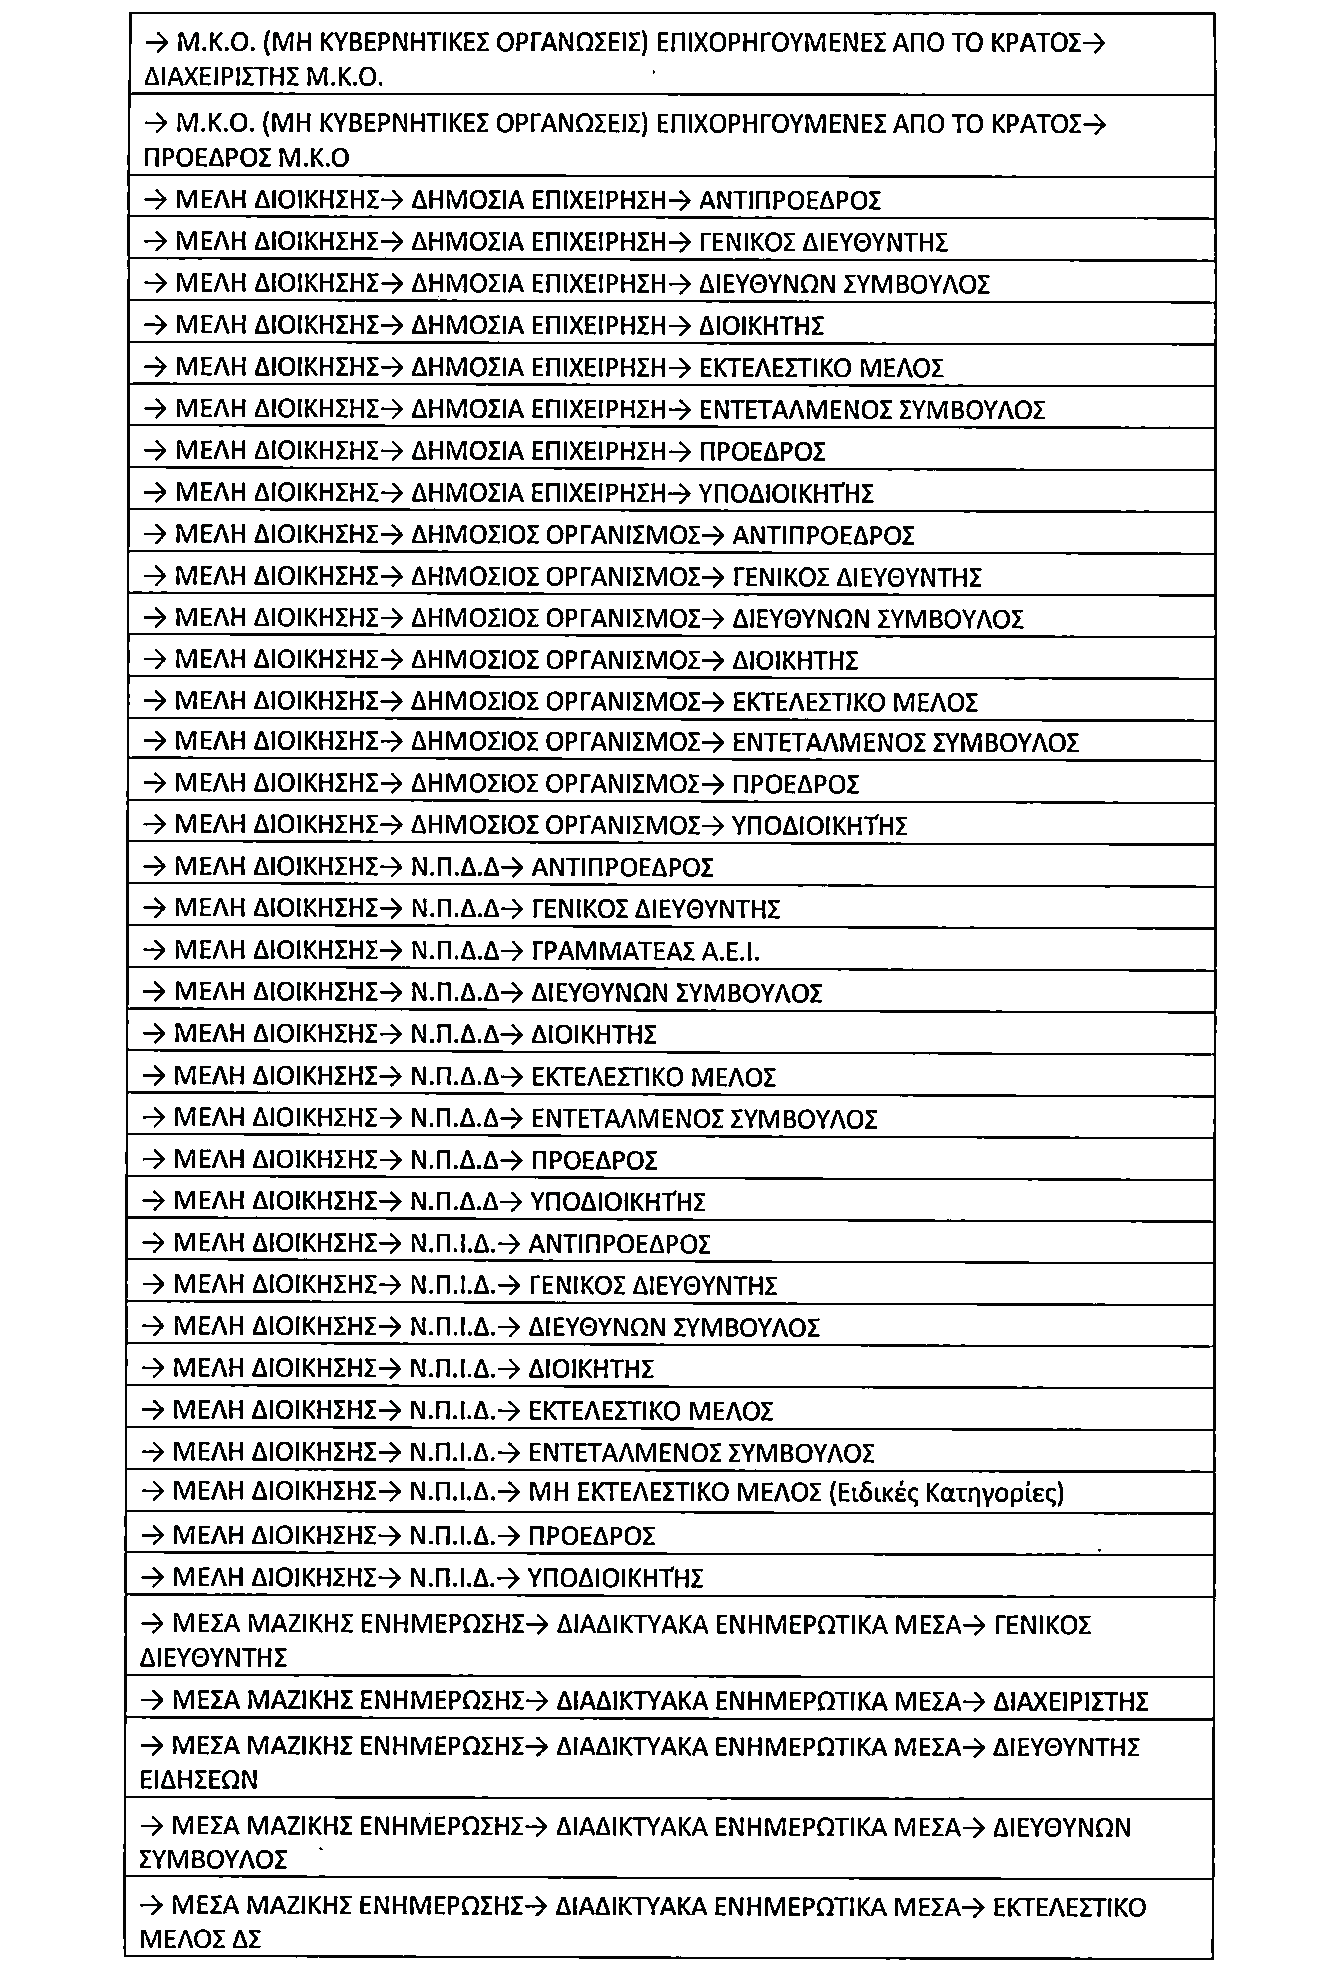 → Μ.Κ.Ο. (ΜΗ ΚΥΒΕΡΝΗΤΙΚΕΣ ΟΡΓΑΝΩΣΕΙΣ) ΕΠΙΧΟΡΗΓΟΥΜΕΝΕΣ ΑΠΟ ΤΟ ΚΡΑΤΟΣ→
ΔΙΑΧΕΙΡΙΣΤΗΣ Μ.Κ.Ο.
→ Μ.Κ.Ο. (ΜΗ ΚΥΒΕΡΝΗΤΙΚΕΣ ΟΡΓΑΝΩΣΕΙΣ) ΕΠΙΧΟΡΗΓΟΥΜΕΝΕΣ ΑΠΟ ΤΟ ΚΡΑΤΟΣ→
ΠΡΟΕΔΡΟΣ Μ.Κ.Ο
→ ΜΕΛΗ ΔΙΟΙΚΗΣΗΣ→ ΔΗΜΟΣΙΑ ΕΠΙΧΕΙΡΗΣΗ→ ΑΝΤΙΠΡΟΕΔΡΟΣ
→ ΜΕΛΗ ΔΙΟΙΚΗΣΗΣ→ ΔΗΜΟΣΙΑ ΕΠΙΧΕΙΡΗΣΗ→ ΓΕΝΙΚΟΣ ΔΙΕΥΘΥΝΤΗΣ
→ ΜΕΛΗ ΔΙΟΙΚΗΣΗΣ→ ΔΗΜΟΣΙΑ ΕΠΙΧΕΙΡΗΣΗ→ ΔΙΕΥΘΥΝΩΝ ΣΥΜΒΟΥΛΟΣ
→ ΜΕΛΗ ΔΙΟΙΚΗΣΗΣ→ ΔΗΜΟΣΙΑ ΕΠΙΧΕΙΡΗΣΗ→ ΔΙΟΙΚΗΤΗΣ
→ ΜΕΛΗ ΔΙΟΙΚΗΣΗΣ→ ΔΗΜΟΣΙΑ ΕΠΙΧΕΙΡΗΣΗ→ ΕΚΤΕΛΕΣΤΙΚΟ ΜΕΛΟΣ
→ ΜΕΛΗ ΔΙΟΙΚΗΣΗΣ→ ΔΗΜΟΣΙΑ ΕΠΙΧΕΙΡΗΣΗ→ ΕΝΤΕΤΑΛΜΕΝΟΣ ΣΥΜΒΟΥΛΟΣ
→ ΜΕΛΗ ΔΙΟΙΚΗΣΗΣ→ ΔΗΜΟΣΙΑ ΕΠΙΧΕΙΡΗΣΗ→ ΠΡΟΕΔΡΟΣ
→ ΜΕΛΗ ΔΙΟΙΚΗΣΗΣ→ ΔΗΜΟΣΙΑ ΕΠΙΧΕΙΡΗΣΗ→ ΥΠΟΔΙΟΙΚΗΤΉΣ
→ ΜΕΛΗ ΔΙΟΙΚΗΣΗΣ→ ΔΗΜΟΣΙΟΣ ΟΡΓΑΝΙΣΜΟΣ→ ΑΝΤΙΠΡΟΕΔΡΟΣ
→ ΜΕΛΗ ΔΙΟΙΚΗΣΗΣ→ ΔΗΜΟΣΙΟΣ ΟΡΓΑΝΙΣΜΟΣ→ ΓΕΝΙΚΟΣ ΔΙΕΥΘΥΝΤΗΣ
→ ΜΕΛΗ ΔΙΟΙΚΗΣΗΣ→ ΔΗΜΟΣΙΟΣ ΟΡΓΑΝΙΣΜΟΣ→ ΔΙΕΥΘΥΝΩΝ ΣΥΜΒΟΥΛΟΣ
→ ΜΕΛΗ ΔΙΟΙΚΗΣΗΣ→ ΔΗΜΟΣΙΟΣ ΟΡΓΑΝΙΣΜΟΣ→ ΔΙΟΙΚΗΤΗΣ
→ ΜΕΛΗ ΔΙΟΙΚΗΣΗΣ→ ΔΗΜΟΣΙΟΣ ΟΡΓΑΝΙΣΜΟΣ→ ΕΚΤΕΛΕΣΤΙΚΟ ΜΕΛΟΣ
→ ΜΕΛΗ ΔΙΟΙΚΗΣΗΣ→ ΔΗΜΟΣΙΟΣ ΟΡΓΑΝΙΣΜΟΣ→ ΕΝΤΕΤΑΛΜΕΝΟΣ ΣΥΜΒΟΥΛΟΣ
→ ΜΕΛΗ ΔΙΟΙΚΗΣΗΣ→ ΔΗΜΟΣΙΟΣ ΟΡΓΑΝΙΣΜΟΣ→ ΠΡΟΕΔΡΟΣ
→ ΜΕΛΗ ΔΙΟΙΚΗΣΗΣ→ ΔΗΜΟΣΙΟΣ ΟΡΓΑΝΙΣΜΟΣ→ ΥΠΟΔΙΟΙΚΗΤΉΣ
→ ΜΕΛΗ ΔΙΟΙΚΗΣΗΣ→ Ν.Π.Δ.Δ→ ΑΝΤΙΠΡΟΕΔΡΟΣ
→ ΜΕΛΗ ΔΙΟΙΚΗΣΗΣ→ Ν.Π.Δ.Δ→ ΓΕΝΙΚΟΣ ΔΙΕΥΘΥΝΤΗΣ
→ ΜΕΛΗ ΔΙΟΙΚΗΣΗΣ→ Ν.Π.Δ.Δ→ ΓΡΑΜΜΑΤΕΑΣ Α.Ε.Ι.
→ ΜΕΛΗ ΔΙΟΙΚΗΣΗΣ→ Ν.Π.Δ.Δ→ ΔΙΕΥΘΥΝΩΝ ΣΥΜΒΟΥΛΟΣ
→ ΜΕΛΗ ΔΙΟΙΚΗΣΗΣ→ Ν.Π.Δ.Δ→ ΔΙΟΙΚΗΤΗΣ
→ ΜΕΛΗ ΔΙΟΙΚΗΣΗΣ→ Ν.Π.Δ.Δ→ ΕΚΤΕΛΕΣΤΙΚΟ ΜΕΛΟΣ
→ ΜΕΛΗ ΔΙΟΙΚΗΣΗΣ→ Ν.Π.Δ.Δ→ ΕΝΤΕΤΑΛΜΕΝΟΣ ΣΥΜΒΟΥΛΟΣ
→ ΜΕΛΗ ΔΙΟΙΚΗΣΗΣ→ Ν.Π.Δ.Δ→ ΠΡΟΕΔΡΟΣ
→ ΜΕΛΗ ΔΙΟΙΚΗΣΗΣ→ Ν.Π.Δ.Δ→ ΥΠΟΔΙΟΙΚΗΤΉΣ
→ ΜΕΛΗ ΔΙΟΙΚΗΣΗΣ→ Ν.Π.Ι.Δ.→ ΑΝΤΙΠΡΟΕΔΡΟΣ
→ ΜΕΛΗ ΔΙΟΙΚΗΣΗΣ→ Ν.Π.Ι.Δ.→ ΓΕΝΙΚΟΣ ΔΙΕΥΘΥΝΤΗΣ
→ ΜΕΛΗ ΔΙΟΙΚΗΣΗΣ→ Ν.Π.Ι.Δ.→ ΔΙΕΥΘΥΝΩΝ ΣΥΜΒΟΥΛΟΣ
→ ΜΕΛΗ ΔΙΟΙΚΗΣΗΣ→ Ν.Π.Ι.Δ.→ ΔΙΟΙΚΗΤΗΣ
→ ΜΕΛΗ ΔΙΟΙΚΗΣΗΣ→ Ν.Π.Ι.Δ.→ ΕΚΤΕΛΕΣΤΙΚΟ ΜΕΛΟΣ
→ ΜΕΛΗ ΔΙΟΙΚΗΣΗΣ→ Ν.Π.Ι.Δ.→ ΕΝΤΕΤΑΛΜΕΝΟΣ ΣΥΜΒΟΥΛΟΣ
→ ΜΕΛΗ ΔΙΟΙΚΗΣΗΣ→ Ν.Π.Ι.Δ.→ ΜΗ ΕΚΤΕΛΕΣΤΙΚΟ ΜΕΛΟΣ (Ειδικές Κατηγορίες)
→ ΜΕΛΗ ΔΙΟΙΚΗΣΗΣ→ Ν.Π.Ι.Δ.→ ΠΡΟΕΔΡΟΣ
→ ΜΕΛΗ ΔΙΟΙΚΗΣΗΣ→ Ν.Π.Ι.Δ.→ ΥΠΟΔΙΟΙΚΗΤΉΣ
→ ΜΕΣΑ ΜΑΖΙΚΗΣ ΕΝΗΜΕΡΩΣΗΣ→ ΔΙΑΔΙΚΤΥΑΚΑ ΕΝΗΜΕΡΩΤΙΚΑ ΜΕΣΑ→ ΓΕΝΙΚΟΣ
ΔΙΕΥΘΥΝΤΗΣ
→ ΜΕΣΑ ΜΑΖΙΚΗΣ ΕΝΗΜΕΡΩΣΗΣ→ ΔΙΑΔΙΚΤΥΑΚΑ ΕΝΗΜΕΡΩΤΙΚΑ ΜΕΣΑ→ ΔΙΑΧΕΙΡΙΣΤΗΣ
→ ΜΕΣΑ ΜΑΖΙΚΗΣ ΕΝΗΜΕΡΩΣΗΣ→ ΔΙΑΔΙΚΤΥΑΚΑ ΕΝΗΜΕΡΩΤΙΚΑ ΜΕΣΑ→ ΔΙΕΥΘΥΝΤΗΣ
ΕΙΔΗΣΕΩΝ
→ ΜΕΣΑ ΜΑΖΙΚΗΣ ΕΝΗΜΕΡΩΣΗΣ→ ΔΙΑΔΙΚΤΥΑΚΑ ΕΝΗΜΕΡΩΤΙΚΑ ΜΕΣΑ→ ΔΙΕΥΘΥΝΩΝ
ΣΥΜΒΟΥΛΟΣ
→ ΜΕΣΑ ΜΑΖΙΚΗΣ ΕΝΗΜΕΡΩΣΗΣ→ ΔΙΑΔΙΚΤΥΑΚΑ ΕΝΗΜΕΡΩΤΙΚΑ ΜΕΣΑ→ ΕΚΤΕΛΕΣΤΙΚΟ
ΜΕΛΟΣ ΔΣ